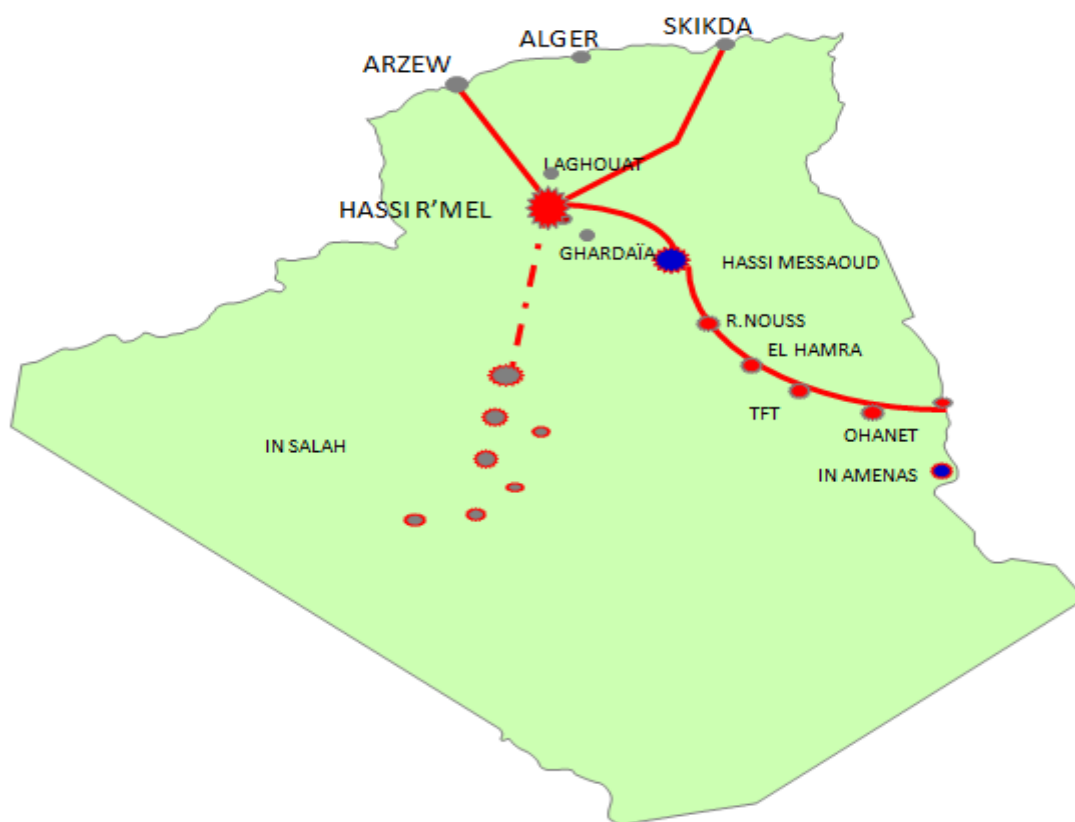 SKIKDA
ALGER
ARZEW
LAGHOUAT
HASSI R'MEL
GHARDAÏA
HASSI MESSAOUD
R.NOUSS
EL HAMRA
TFT
OHANET
IN SALAH
IN AMENAS